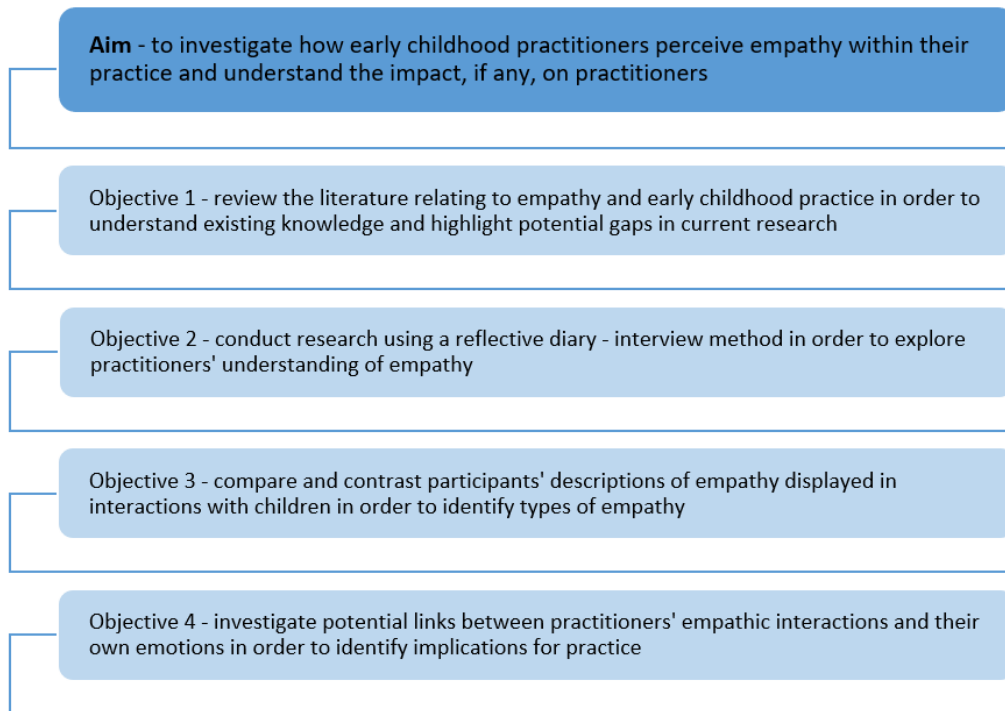 Aim - to investigate how early childhood practitioners perceive empathy within their
practice and understand the impact, if any, on practitioners
Objective 1 - review the literature relating to empathy and early childhood practice in order to
understand existing knowledge and highlight potential gaps in current research
Objective 2 - conduct research using a reflective diary - interview method in order to explore
practitioners' understanding of empathy
Objective 3 - compare and contrast participants' descriptions of empathy displayed in
interactions with children in order to identify types of empathy
Objective 4 - investigate potential links between practitioners' empathic interactions and their
own emotions in order to identify implications for practice